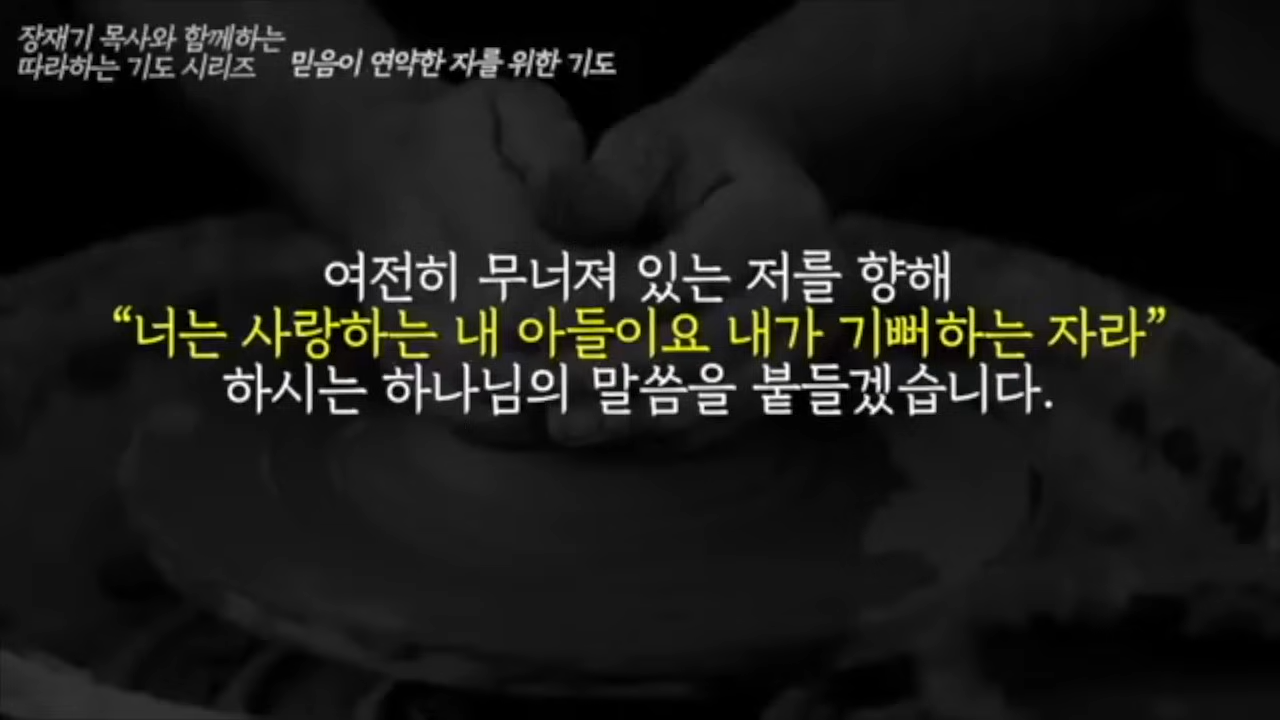 장재기 목사와 함께하는
따라하는 기도 시리즈 믿음이 연약한 자를 위한 기도
여전히 무너져 있는 저를 향해
“너는 사랑하는 내 아들이요 내가 기뻐하는 자라”
하시는 하나님의 말씀을 붙들겠습니다.